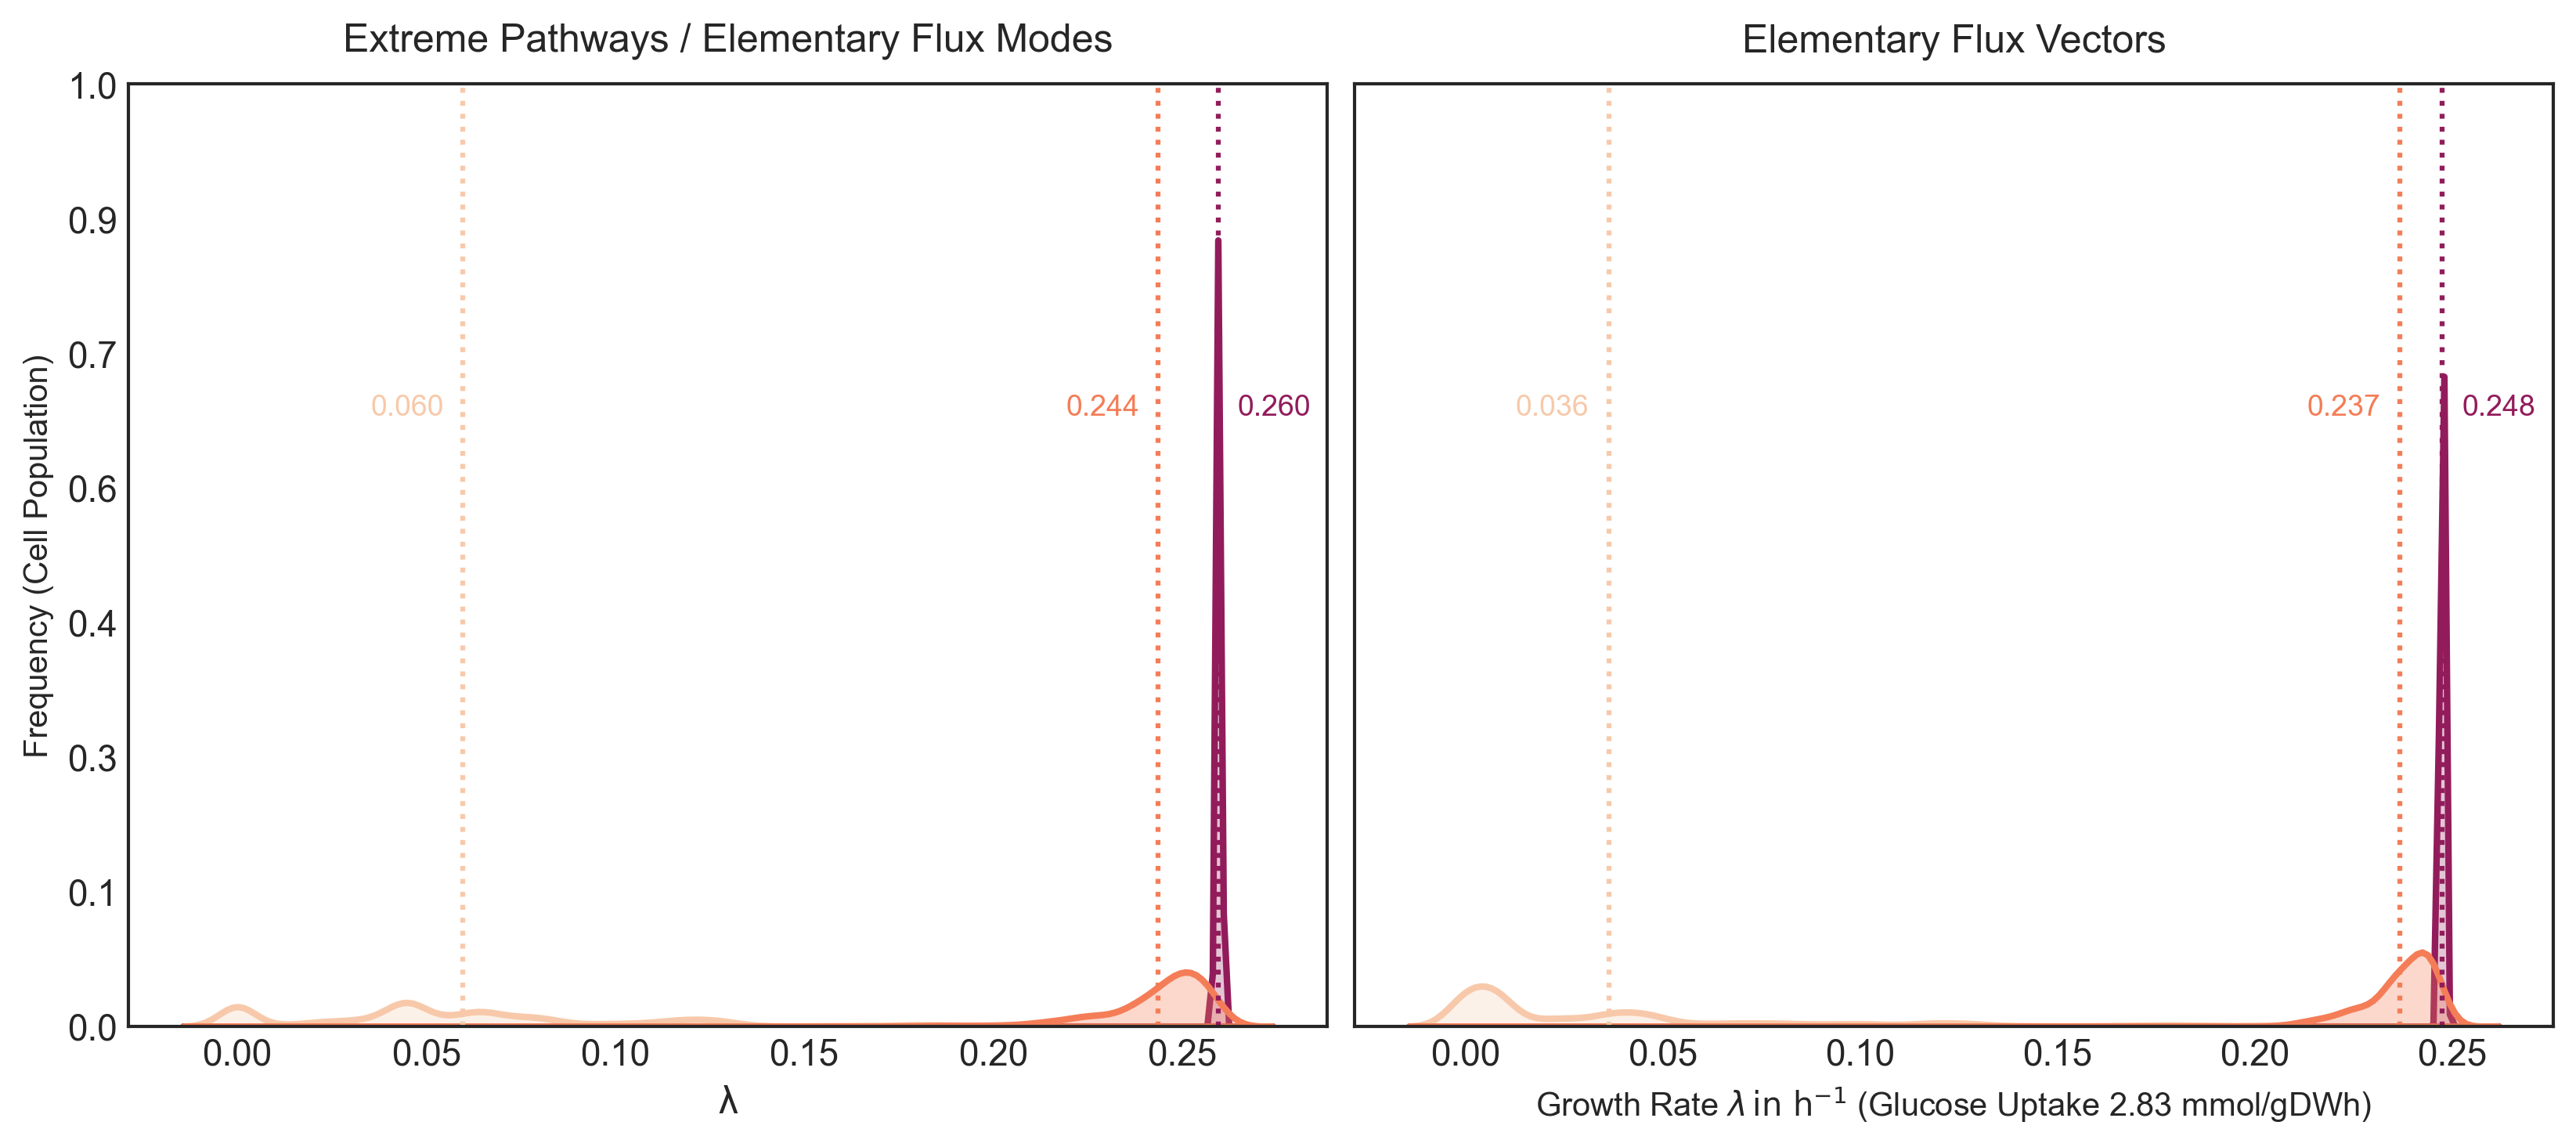 Extreme Pathways / Elementary Flux Modes
Elementary Flux Vectors
Frequency (Cell Population)
1.0
0.9
0.7
0.6
0.4
0.3
0.1
0.0
0.060
0.244
0.260
0.036
0.237
0.248
0.00 0.05 0.10 0.15 0.20 0.25
0.00 0.05 0.10 0.15 0.20 0.25
λ
Growth Rate λ in h⁻¹ (Glucose Uptake 2.83 mmol/gDWh)